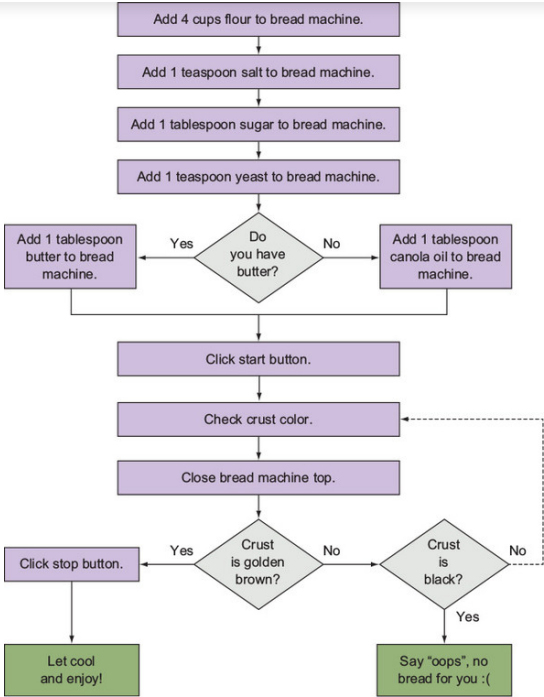 Add 4 cups flour to bread machine.
Add 1 teaspoon salt to bread machine.
Add 1 tablespoon sugar to bread machine.
Add 1 teaspoon yeast to bread machine.
Do
you have
butter?
Yes
No
Add 1 tablespoon
butter to bread
machine.
Add 1 tablespoon
canola oil to bread
machine.
Click start button.
Check crust color.
Close bread machine top.
Crust
is golden
brown?
Yes
No
Click stop button.
Crust
is
black?
No
Yes
Let cool
and enjoy!
Say “oops”, no
bread for you :(